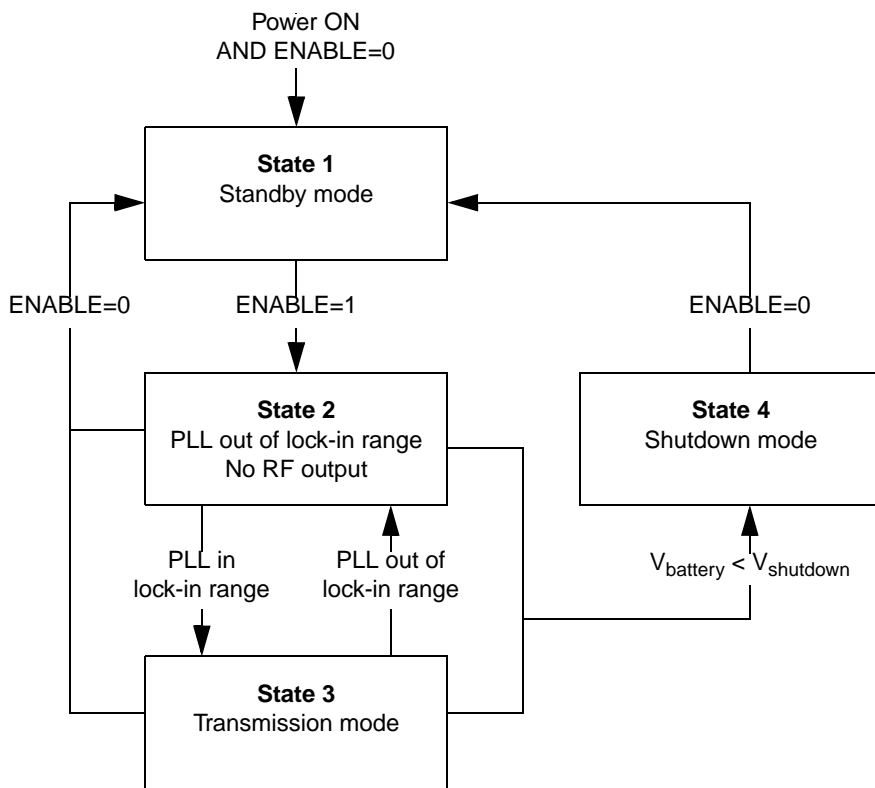 Power ON
AND ENABLE=0
State 1
Standby mode
ENABLE=0
ENABLE=1
ENABLE=0
State 2
PLL out of lock-in range
No RF output
State 4
Shutdown mode
PLL in
lock-in range
PLL out of
lock-in range
Vbattery < Vshutdown
State 3
Transmission mode